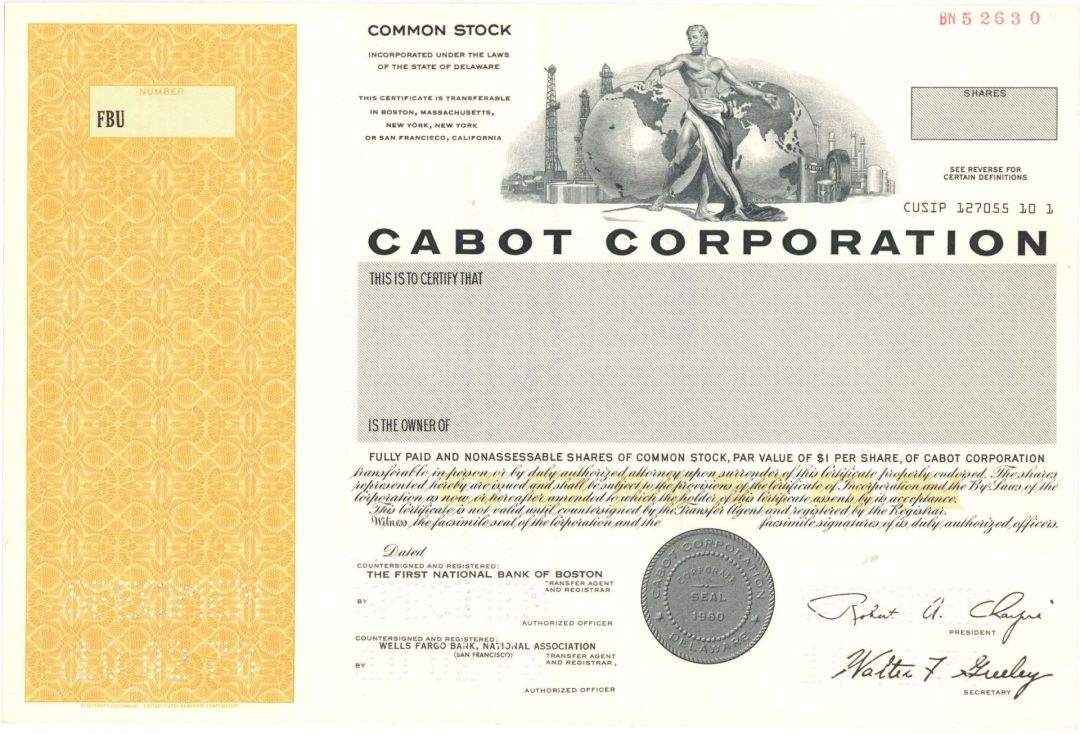 BN 5 2 6 3 0
COMMON STOCK
INCORPORATED UNDER THE LAWS
OF THE STATE OF DELAWARE
THIS CERTIFICATE IS TRANSFERABLE
IN BOSTON, MASSACHUSETTS,
NEW YORK, NEW YORK
OR SAN FRANCISCO, CALIFORNIA
NUMBER
FBU
SHARES
SEE REVERSE FOR
CERTAIN DEFINITIONS
CUSIP 127055 10 1
CABOT
CABOT CORPORATION
THIS IS TO CERTIFY THAT
IS THE OWNER OF
FULLY PAID AND NONASSESSABLE SHARES OF COMMON STOCK, PAR VALUE OF $1 PER SHARE, OF CABOT CORPORATION
transferable in person or by duly authorized attorney upon surrender of this Certificate properly endorsed. The shares
represented hereby are issued and shall be subject to the provisions of the Certificate of Incorporation and the By-Laws of the
Corporation as now or hereafter amended to which the holder of this Certificate assents by its acceptance.
This Certificate is not valid until countersigned by the Transfer Agent and registered by the Registrar.
Witness the facsimile seal of the Corporation and the facsimile signatures of its duly authorized officers.
Dated
COUNTERSIGNED AND REGISTERED:
THE FIRST NATIONAL BANK OF BOSTON
TRANSFER AGENT
AND REGISTRAR
BY
AUTHORIZED OFFICER
COUNTERSIGNED AND REGISTERED:
WELLS FARGO BANK, NATIONAL ASSOCIATION
(SAN FRANCISCO)
TRANSFER AGENT
AND REGISTRAR,
BY
AUTHORIZED OFFICER
CABOT CORPORATION
CORPORATE
SEAL
1960
DELAWARE
Robert A. Charpie
PRESIDENT
Walter F. Greeley
SECRETARY
SPECIMEN
UNITED STATES BANKNOTE CORPORATION